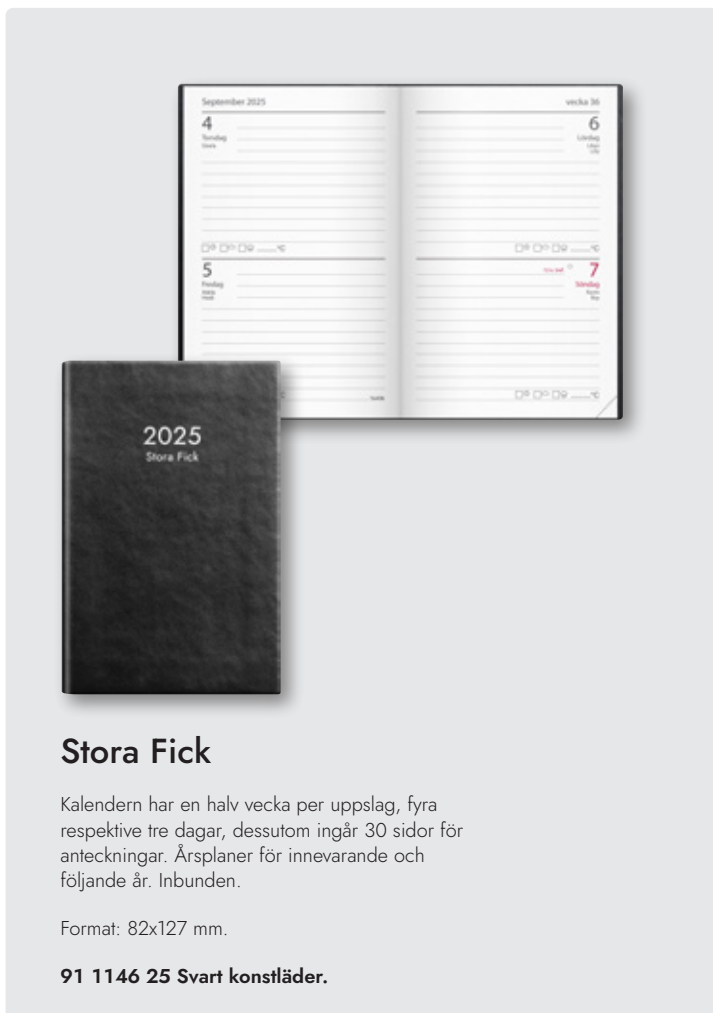 September 2025
vecka 36
4
Torsdag
6
Lördag
°C
°C
5
Fredag
7
Söndag
°C
°C
2025
Stora Fick
Stora Fick
Kalendern har en halv vecka per uppslag, fyra
respektive tre dagar, dessutom ingår 30 sidor för
anteckningar. Årsplaner för innevarande och
följande år. Inbunden.
Format: 82x127 mm.
91 1146 25 Svart konstläder.